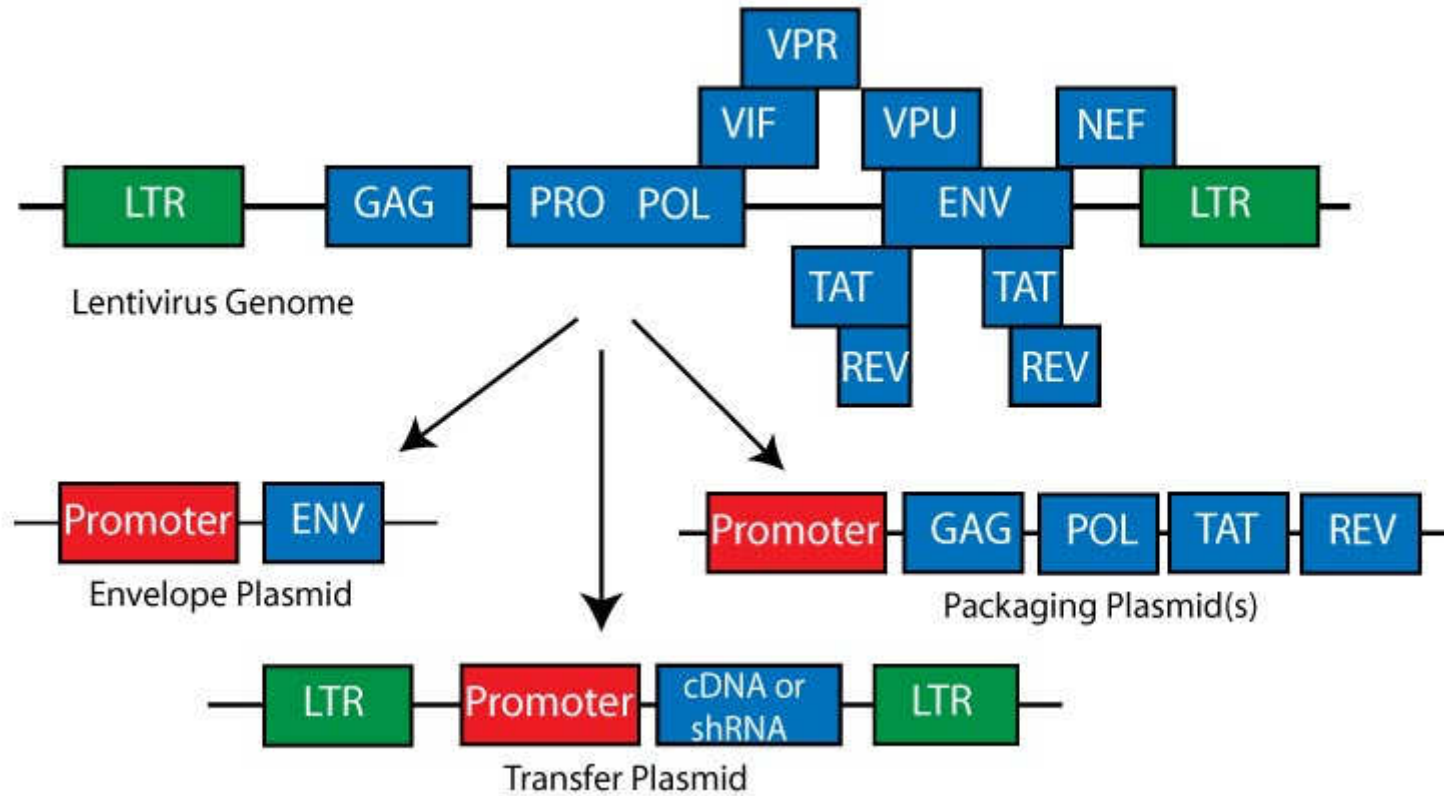 VPR
VIF VPU NEF
LTR GAG PRO POL ENV LTR
Lentivirus Genome
TAT TAT
REV REV
Promoter ENV
Envelope Plasmid
Promoter GAG POL TAT REV
Packaging Plasmid(s)
LTR Promoter cDNA or
shRNA LTR
Transfer Plasmid